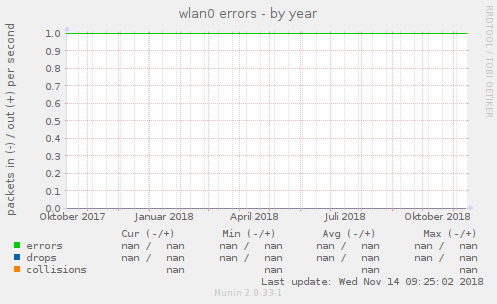 wlan0 errors - by year
RRDTOOL / TOBI OETIKER
packets in (-) / out (+) per second
1.0
0.9
0.8
0.7
0.6
0.5
0.4
0.3
0.2
0.1
0.0
Oktober 2017 Januar 2018 April 2018 Juli 2018 Oktober 2018
Cur (-/+) Min (-/+) Avg (-/+) Max (-/+)
errors nan / nan nan / nan nan / nan nan / nan
drops nan / nan nan / nan nan / nan nan / nan
collisions nan nan nan nan
Last update: Wed Nov 14 09:25:02 2018
Munin 2.0.33-1